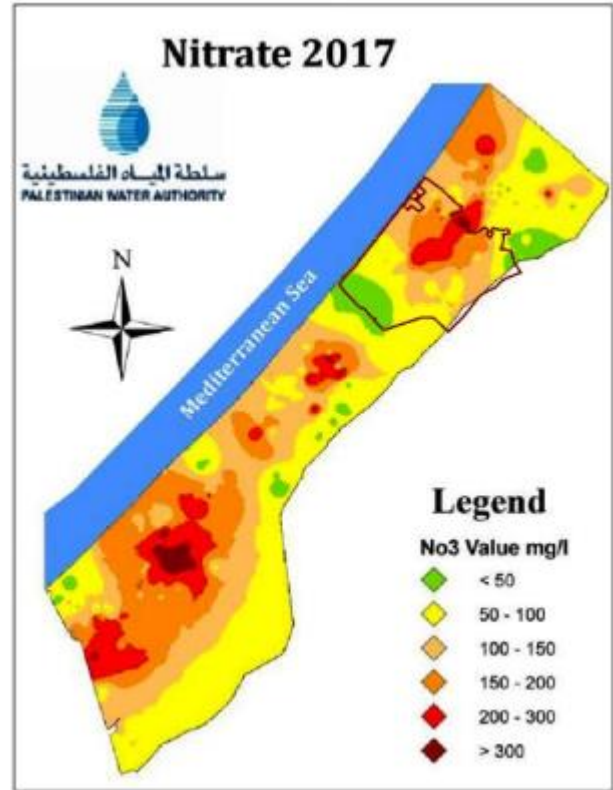 Nitrate 2017
سلطة المياه الفلسطينية
PALESTINIAN WATER AUTHORITY
N
Mediterranean Sea
Legend
No3 Value mg/l
< 50
50 - 100
100 - 150
150 - 200
200 - 300
> 300